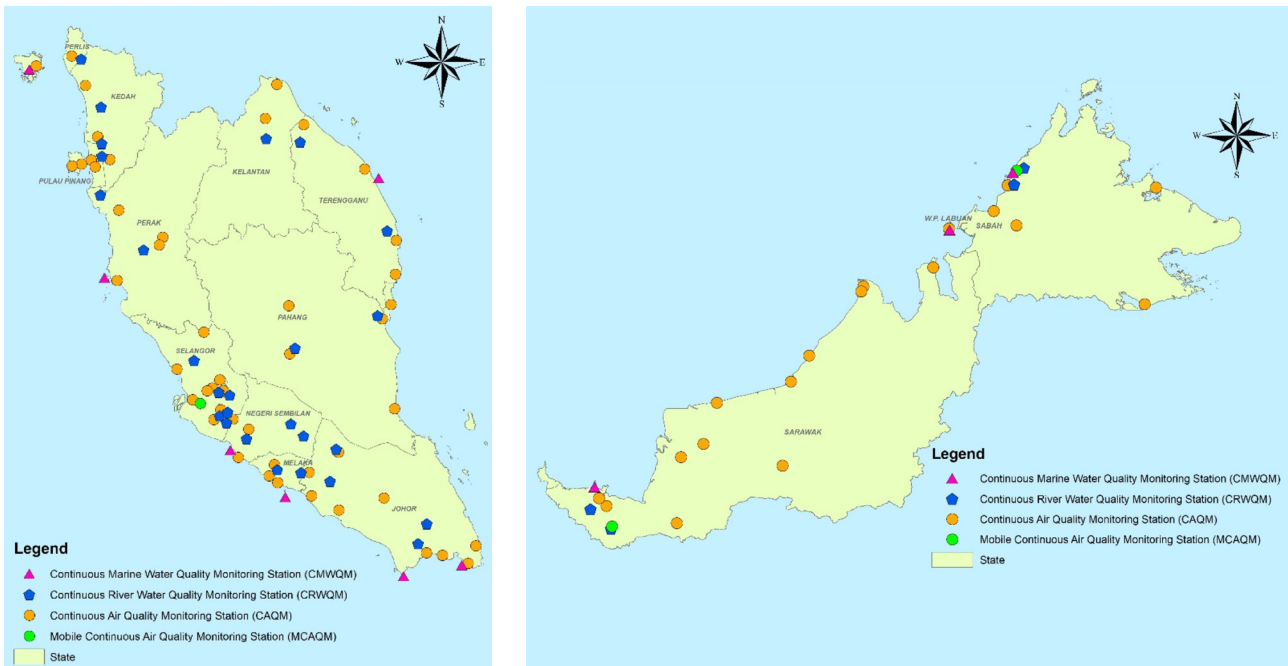 N
W E
S
PERLIS
KEDAH
PULAU PINANG
KELANTAN
TERENGGANU
PERAK
PAHANG
SELANGOR
NEGERI SEMBILAN
MELAKA
JOHOR
Legend
Continuous Marine Water Quality Monitoring Station (CMWQM)
Continuous River Water Quality Monitoring Station (CRWQM)
Continuous Air Quality Monitoring Station (CAQM)
Mobile Continuous Air Quality Monitoring Station (MCAQM)
State
N
W E
S
W.P. LABUAN
SABAH
SARAWAK
Legend
Continuous Marine Water Quality Monitoring Station (CMWQM)
Continuous River Water Quality Monitoring Station (CRWQM)
Continuous Air Quality Monitoring Station (CAQM)
Mobile Continuous Air Quality Monitoring Station (MCAQM)
State